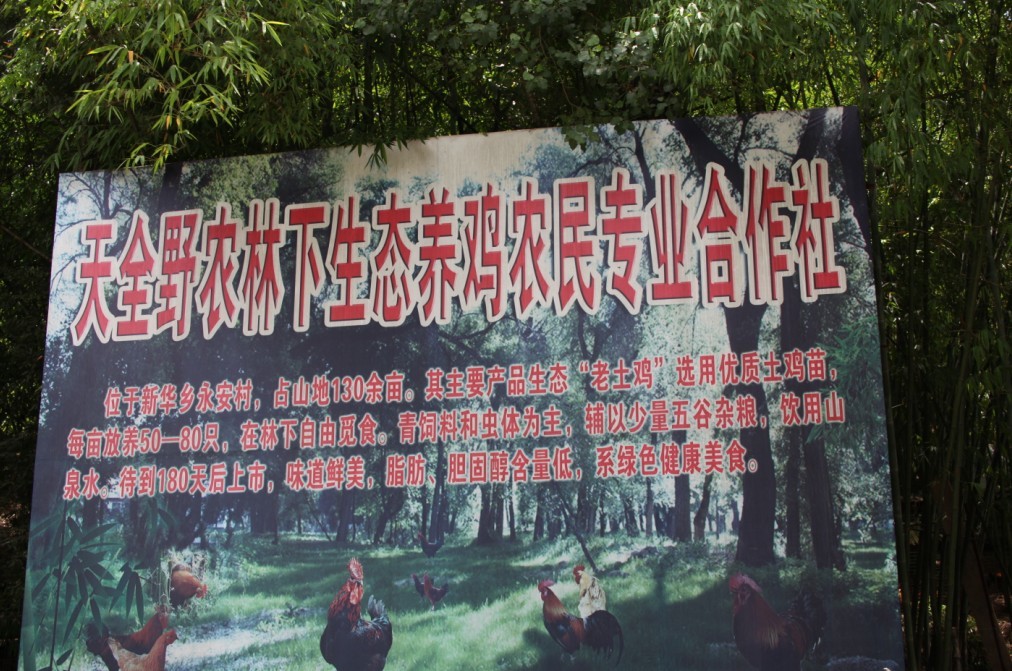 天全野农林下生态养鸡农民专业合作社
位于新华乡永安村，占山地130余亩。其主要产品生态“老土鸡”选用优质土鸡苗，
每亩放养50—80只，在林下自由觅食。青饲料和虫体为主，辅以少量五谷杂粮，饮用山
泉水。待到180天后上市，味道鲜美，脂肪、胆固醇含量低，系绿色健康美食。